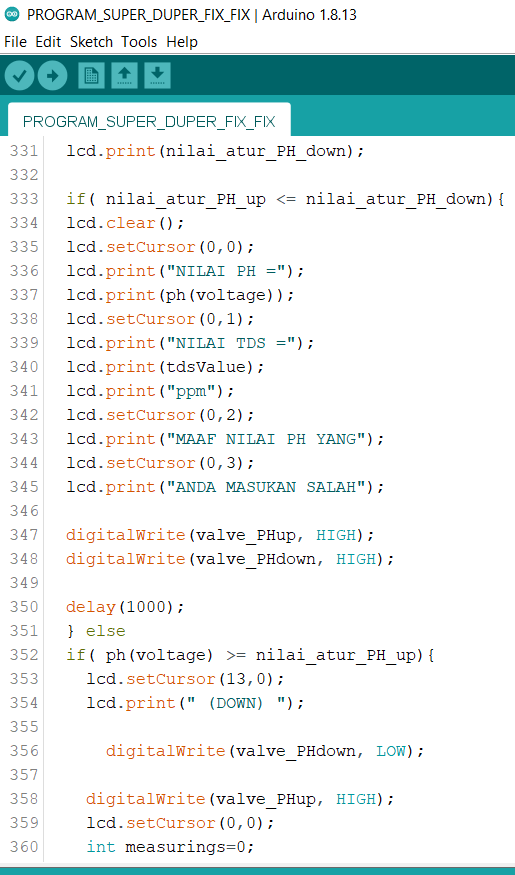 PROGRAM_SUPER_DUPER_FIX_FIX | Arduino 1.8.13
File Edit Sketch Tools Help
PROGRAM_SUPER_DUPER_FIX_FIX
331 lcd.print(nilai_atur_PH_down);
332
333 if( nilai_atur_PH_up <= nilai_atur_PH_down){
334 lcd.clear();
335 lcd.setCursor(0,0);
336 lcd.print("NILAI PH =");
337 lcd.print(ph(voltage));
338 lcd.setCursor(0,1);
339 lcd.print("NILAI TDS =");
340 lcd.print(tdsValue);
341 lcd.print("ppm");
342 lcd.setCursor(0,2);
343 lcd.print("MAAF NILAI PH YANG");
344 lcd.setCursor(0,3);
345 lcd.print("ANDA MASUKAN SALAH");
346
347 digitalWrite(valve_PHup, HIGH);
348 digitalWrite(valve_PHdown, HIGH);
349
350 delay(1000);
351 } else
352 if( ph(voltage) >= nilai_atur_PH_up){
353 lcd.setCursor(13,0);
354 lcd.print(" (DOWN) ");
355
356 digitalWrite(valve_PHdown, LOW);
357
358 digitalWrite(valve_PHup, HIGH);
359 lcd.setCursor(0,0);
360 int measurings=0;